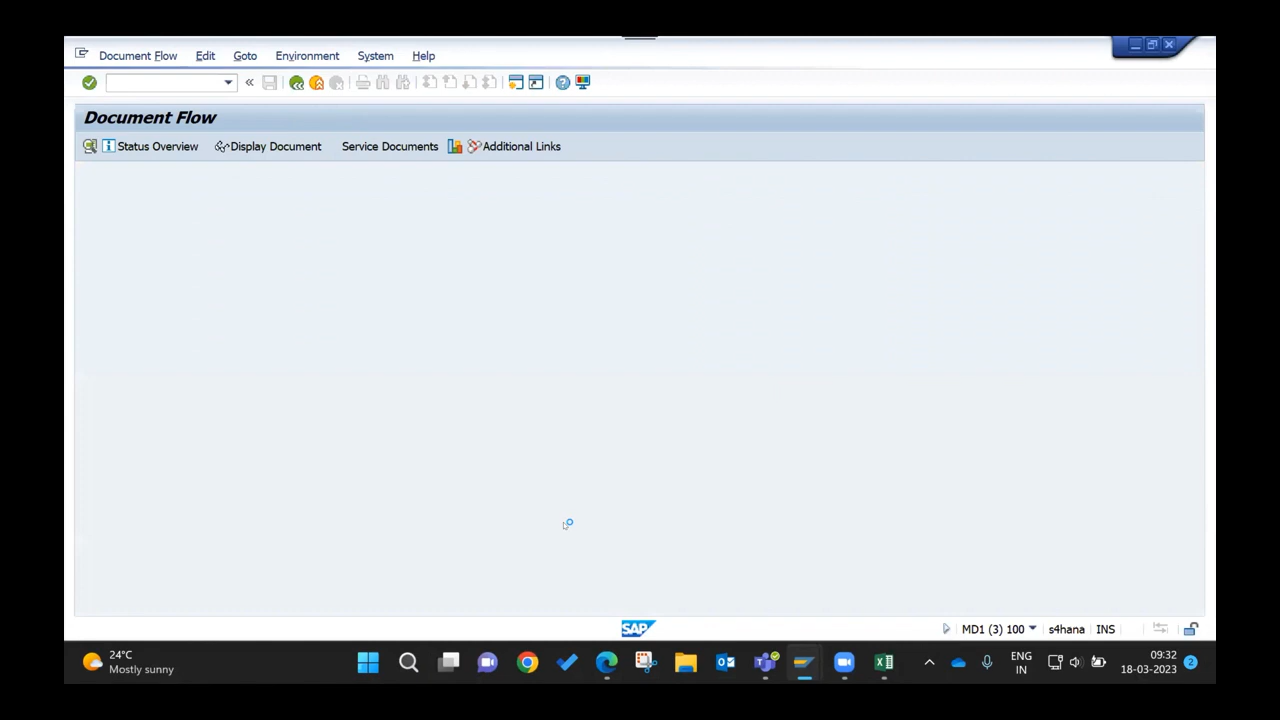 Document Flow Edit Goto Environment System Help
Document Flow
Status Overview Display Document Service Documents Additional Links
SAP
MD1 (3) 100 s4hana INS
24°C
Mostly sunny
ENG
IN
09:32
18-03-2023
2